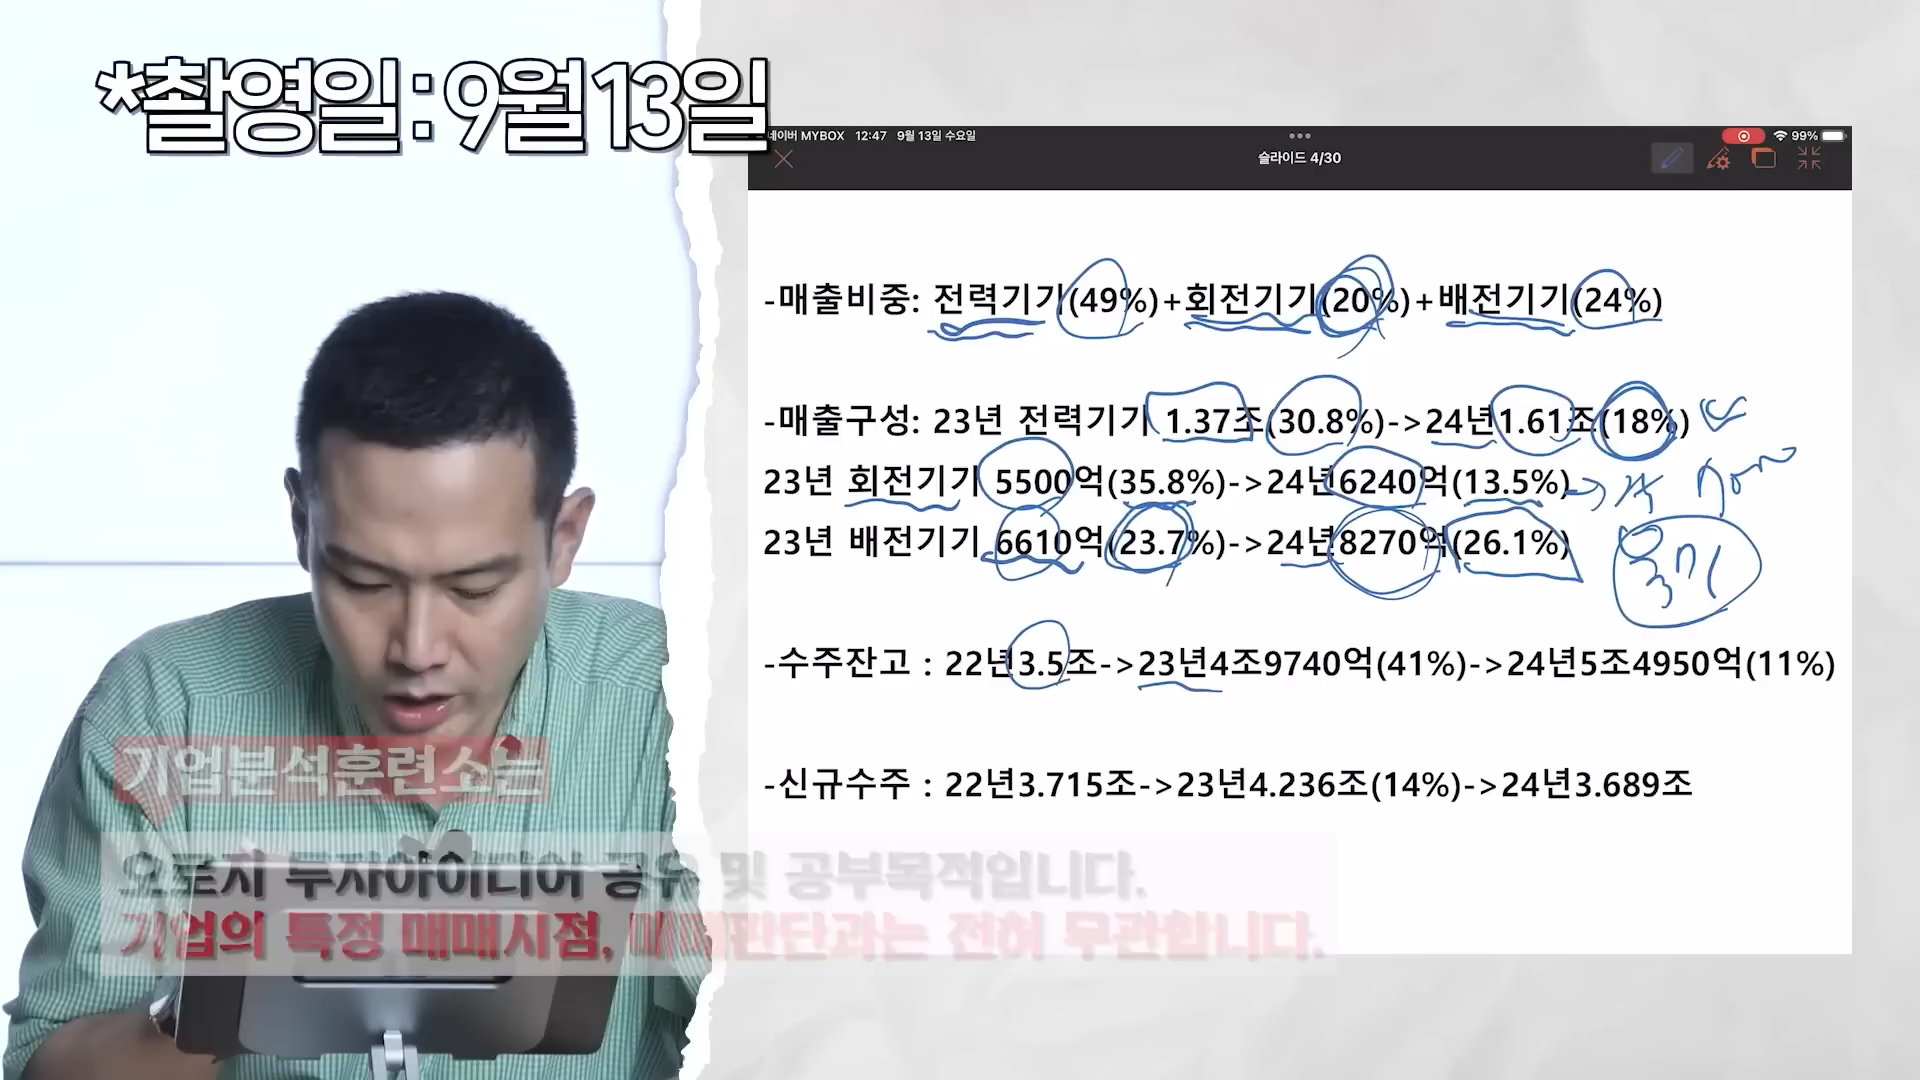 *촬영일:9월13일
네이버 MYBOX 12:47 9월 13일 수요일
99%
슬라이드 4/30
-매출비중: 전력기기(49%)+회전기기(20%)+배전기기(24%)
-매출구성: 23년 전력기기 1.37조(30.8%)->24년1.61조(18%)
23년 회전기기 5500억(35.8%)->24년6240억(13.5%)
23년 배전기기 6610억(23.7%)->24년8270억(26.1%)
-수주잔고 : 22년3.5조->23년4조9740억(41%)->24년5조4950억(11%)
-신규수주 : 22년3.715조->23년4.236조(14%)->24년3.689조
기업분석훈련소는
오로지 투자아이디어 공유 및 공부목적입니다.
기업의 특정 매매시점, 매매판단과는 전혀 무관합니다.